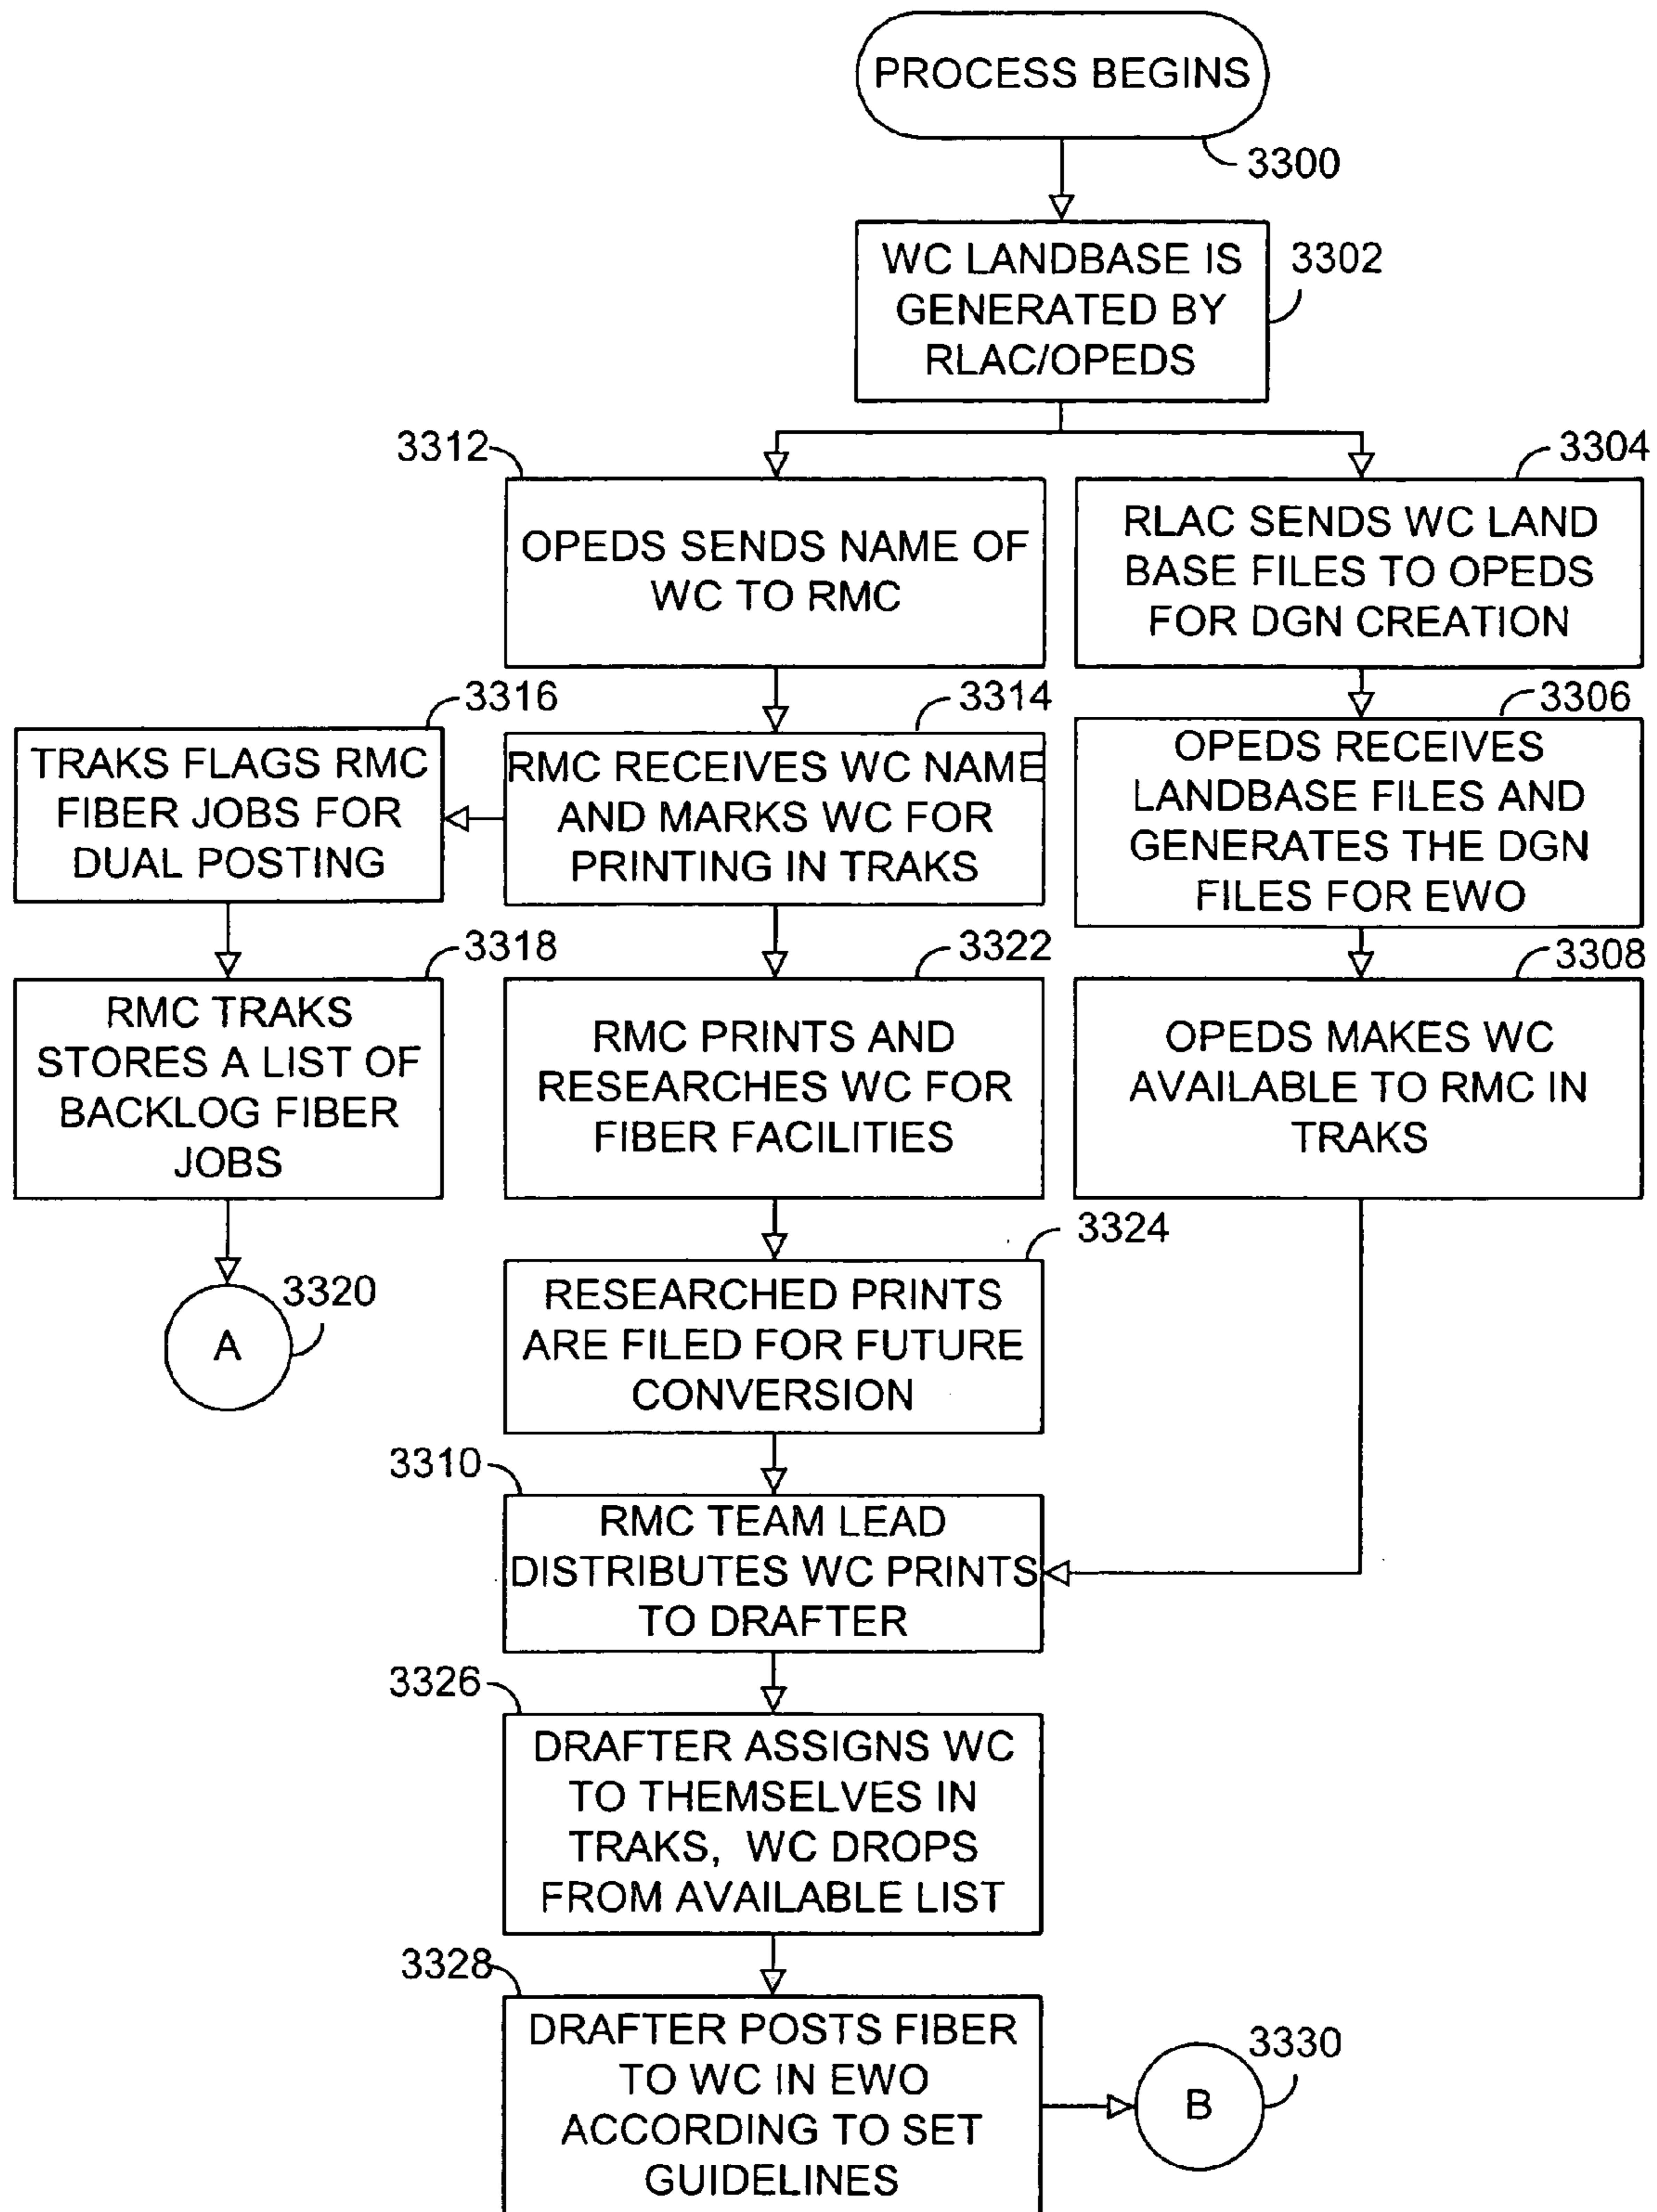 PROCESS BEGINS
3300
WC LANDBASE IS
GENERATED BY
RLAC/OPEDS
3302
3312
OPEDS SENDS NAME OF
WC TO RMC
3304
RLAC SENDS WC LAND
BASE FILES TO OPEDS
FOR DGN CREATION
3316
TRAKS FLAGS RMC
FIBER JOBS FOR
DUAL POSTING
3314
RMC RECEIVES WC NAME
AND MARKS WC FOR
PRINTING IN TRAKS
3306
OPEDS RECEIVES
LANDBASE FILES AND
GENERATES THE DGN
FILES FOR EWO
3318
RMC TRAKS
STORES A LIST OF
BACKLOG FIBER
JOBS
3322
RMC PRINTS AND
RESEARCHES WC FOR
FIBER FACILITIES
3308
OPEDS MAKES WC
AVAILABLE TO RMC IN
TRAKS
3320
A
3324
RESEARCHED PRINTS
ARE FILED FOR FUTURE
CONVERSION
3310
RMC TEAM LEAD
DISTRIBUTES WC PRINTS
TO DRAFTER
3326
DRAFTER ASSIGNS WC
TO THEMSELVES IN
TRAKS, WC DROPS
FROM AVAILABLE LIST
3328
DRAFTER POSTS FIBER
TO WC IN EWO
ACCORDING TO SET
GUIDELINES
3330
B